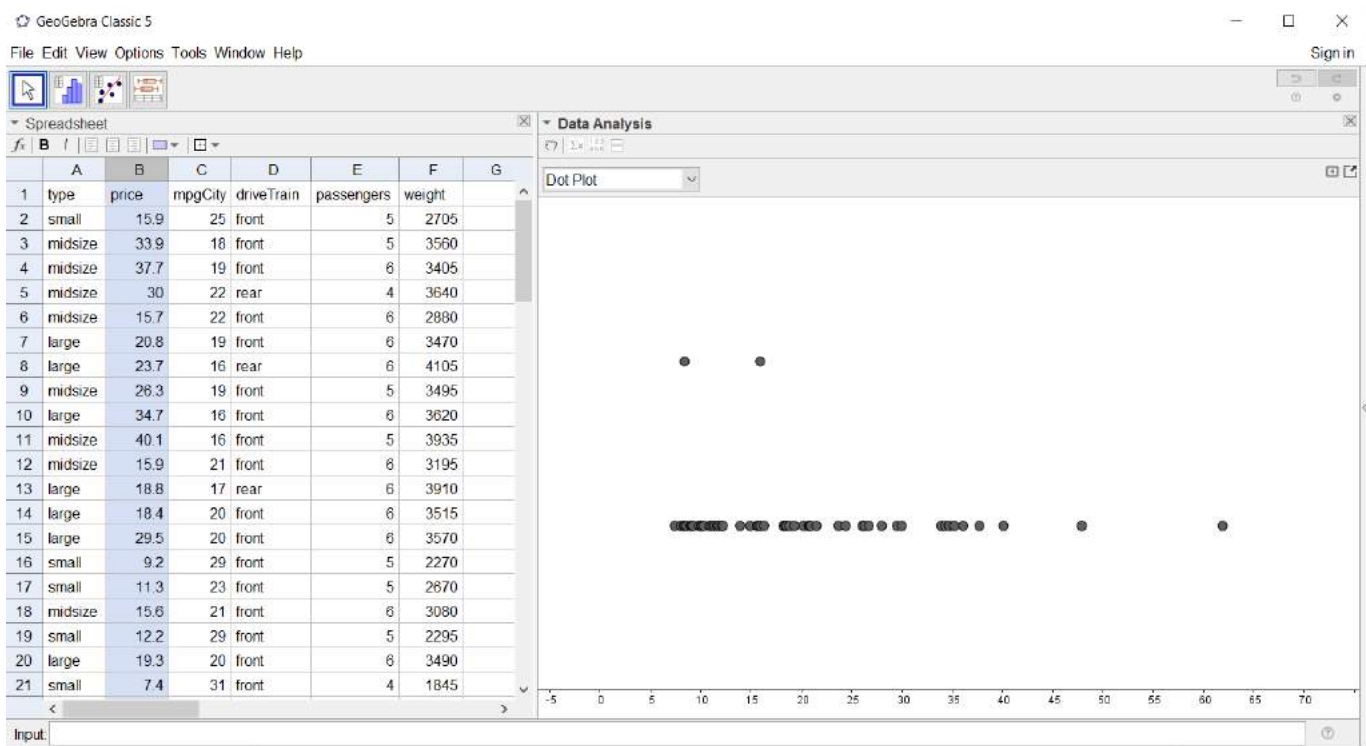 GeoGebra Classic 5
File Edit View Options Tools Window Help
Sign in
Spreadsheet
Data Analysis
fx B I
Dot Plot
A B C D E F G
1 type price mpgCity driveTrain passengers weight
2 small 15.9 25 front 5 2705
3 midsize 33.9 18 front 5 3560
4 midsize 37.7 19 front 6 3405
5 midsize 30 22 rear 4 3640
6 midsize 15.7 22 front 6 2880
7 large 20.8 19 front 6 3470
8 large 23.7 16 rear 6 4105
9 midsize 26.3 19 front 5 3495
10 large 34.7 16 front 6 3620
11 midsize 40.1 16 front 5 3935
12 midsize 15.9 21 front 6 3195
13 large 18.8 17 rear 6 3910
14 large 18.4 20 front 6 3515
15 large 29.5 20 front 6 3570
16 small 9.2 29 front 5 2270
17 small 11.3 23 front 5 2670
18 midsize 15.6 21 front 6 3080
19 small 12.2 29 front 5 2295
20 large 19.3 20 front 6 3490
21 small 7.4 31 front 4 1845
-5 0 5 10 15 20 25 30 35 40 45 50 55 60 65 70
Input: